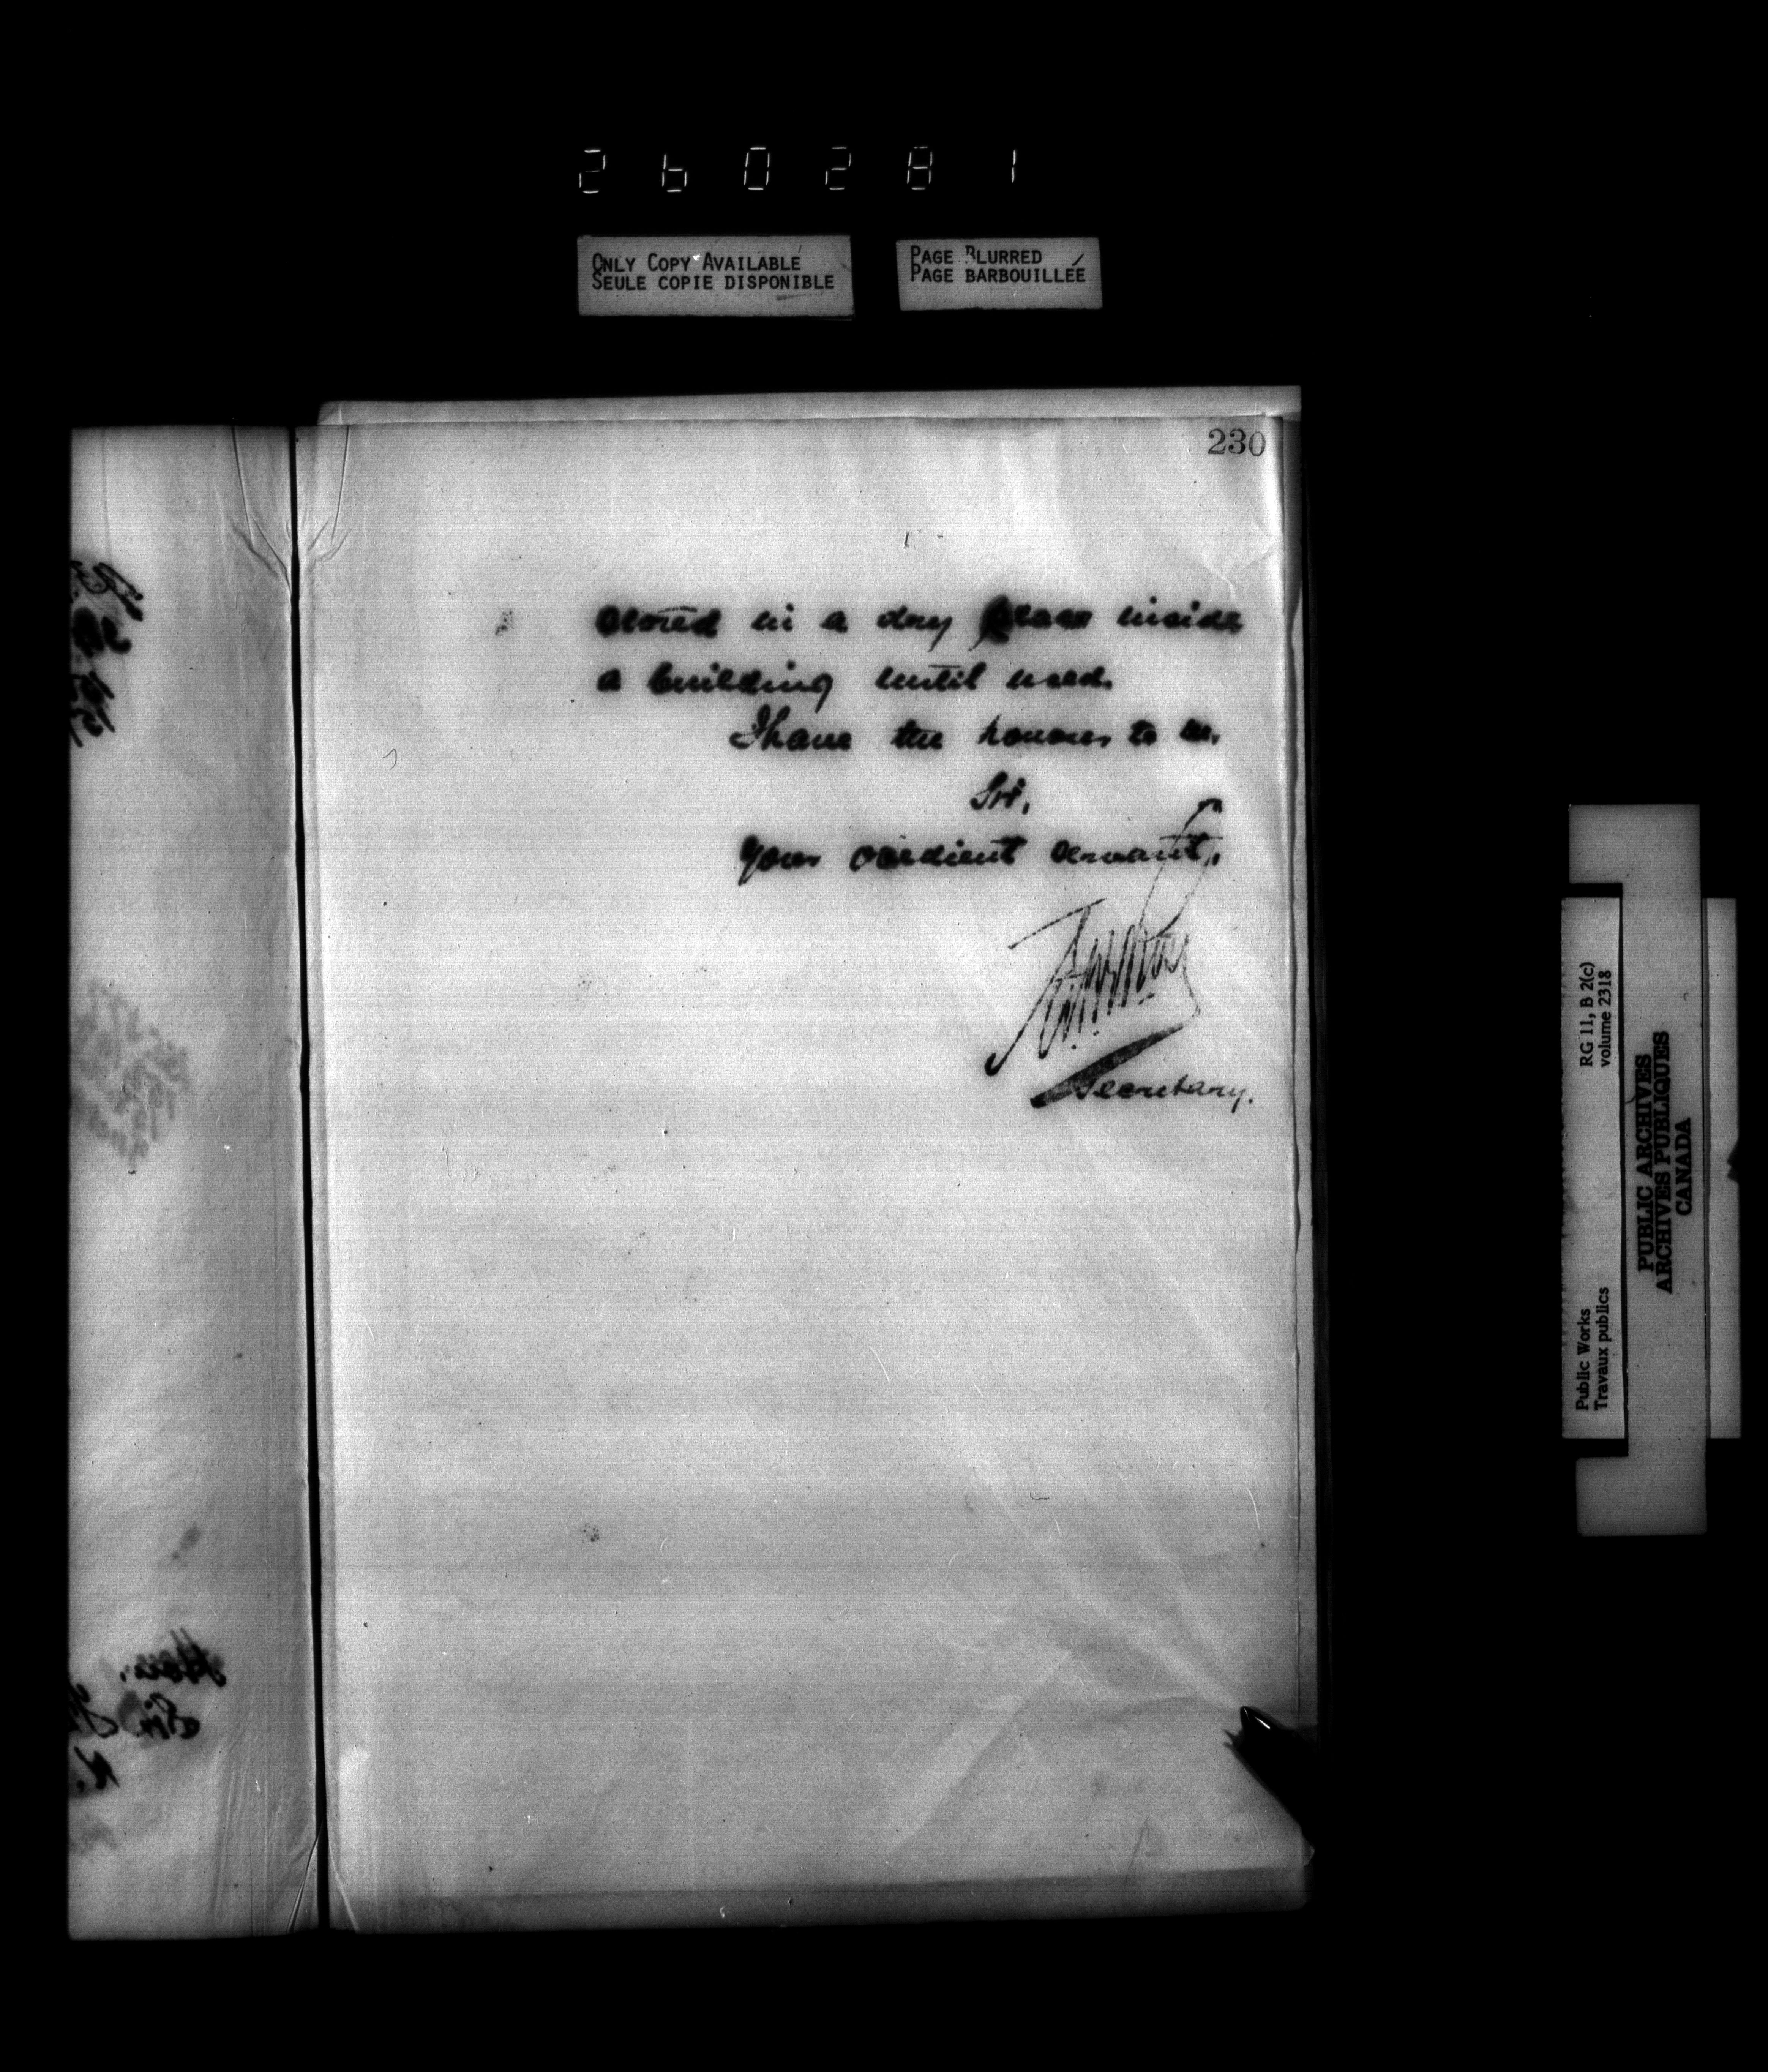 260281
ONLY COPY AVAILABLE
SEULE COPIE DISPONIBLE
PAGE BLURRED
PAGE BARBOUILLÉE
230
stored in a dry place inside
a building until used.
I have the honour to be,
Sir,
Your obedient servant,
Secretary.
RG 11, B 2(c)
volume 2318
Public Works
Travaux publics
PUBLIC ARCHIVES
ARCHIVES PUBLIQUES
CANADA